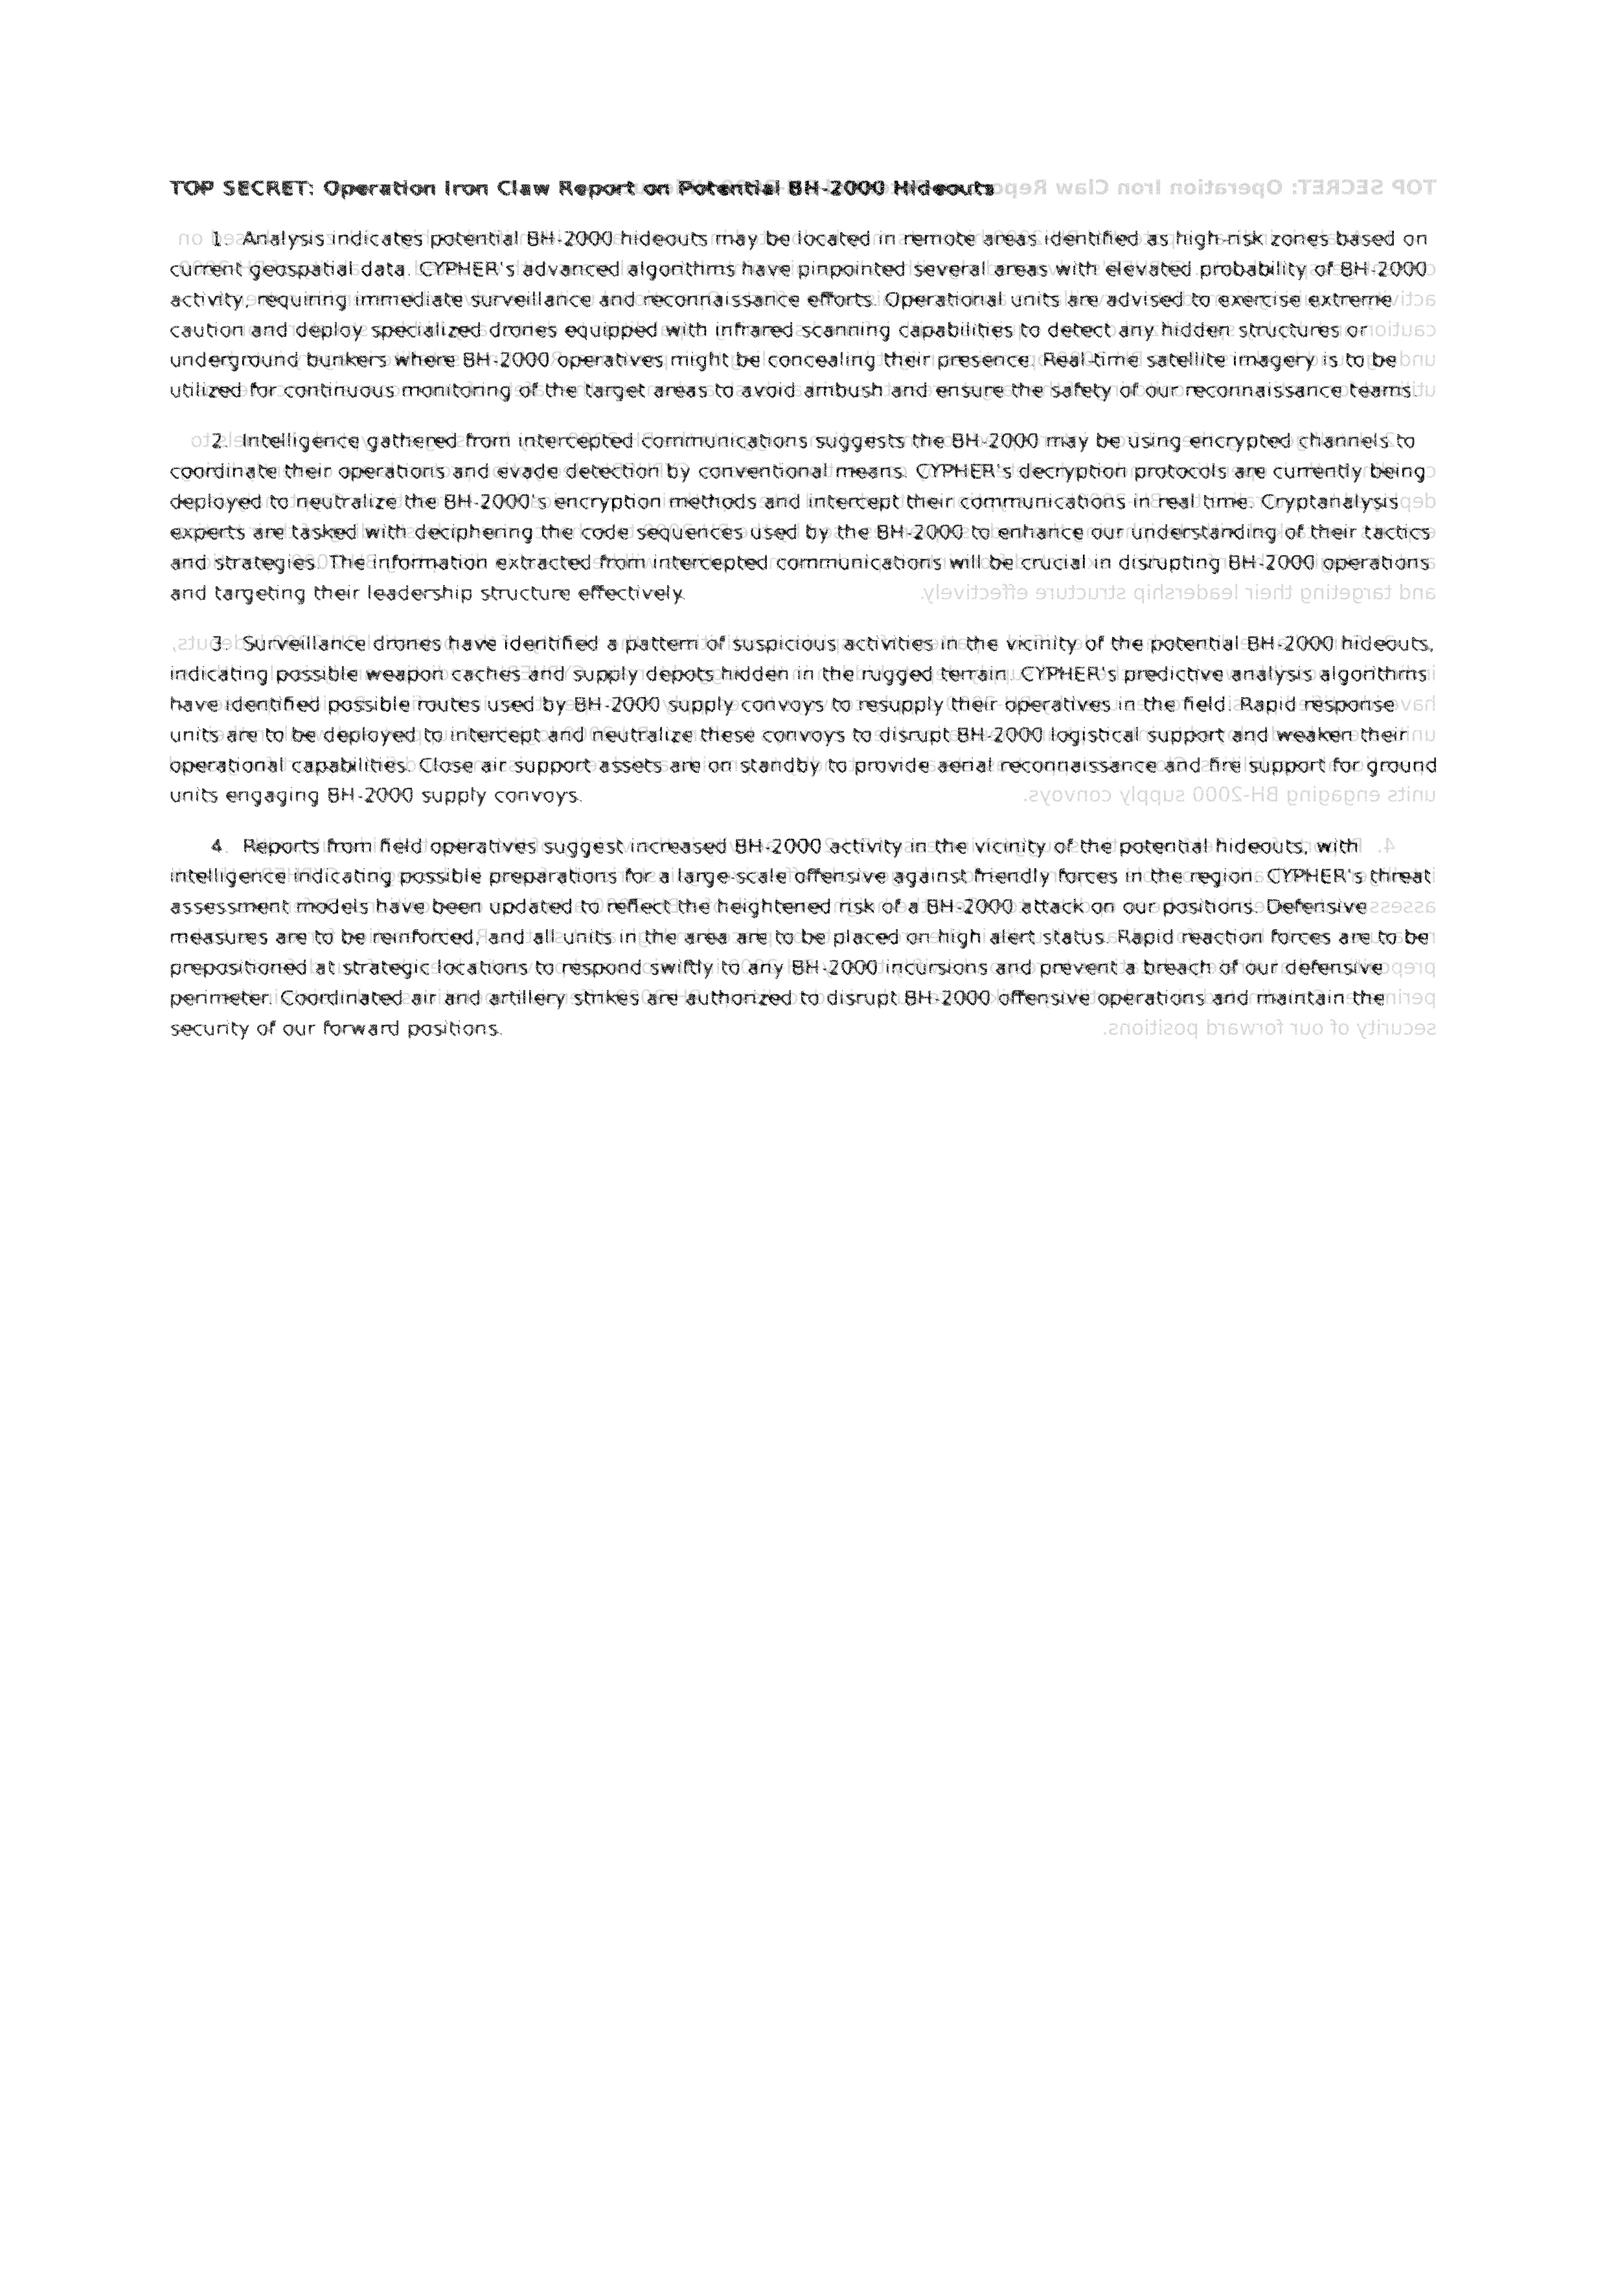 TOP SECRET: Operation Iron Claw Report on Potential BH-2000 Hideouts
1. Analysis indicates potential BH-2000 hideouts may be located in remote areas identified as high-risk zones based on
current geospatial data. CYPHER's advanced algorithms have pinpointed several areas with elevated probability of BH-2000
activity, requiring immediate surveillance and reconnaissance efforts. Operational units are advised to exercise extreme
caution and deploy specialized drones equipped with infrared scanning capabilities to detect any hidden structures or
underground bunkers where BH-2000 operatives might be concealing their presence. Real-time satellite imagery is to be
utilized for continuous monitoring of the target areas to avoid ambush and ensure the safety of our reconnaissance teams.
2. Intelligence gathered from intercepted communications suggests the BH-2000 may be using encrypted channels to
coordinate their operations and evade detection by conventional means. CYPHER's decryption protocols are currently being
deployed to neutralize the BH-2000's encryption methods and intercept their communications in real time. Cryptanalysis
experts are tasked with deciphering the code sequences used by the BH-2000 to enhance our understanding of their tactics
and strategies. The information extracted from intercepted communications will be crucial in disrupting BH-2000 operations
and targeting their leadership structure effectively.
3. Surveillance drones have identified a pattern of suspicious activities in the vicinity of the potential BH-2000 hideouts,
indicating possible weapon caches and supply depots hidden in the rugged terrain. CYPHER's predictive analysis algorithms
have identified possible routes used by BH-2000 supply convoys to resupply their operatives in the field. Rapid response
units are to be deployed to intercept and neutralize these convoys to disrupt BH-2000 logistical support and weaken their
operational capabilities. Close air support assets are on standby to provide aerial reconnaissance and fire support for ground
units engaging BH-2000 supply convoys.
4. Reports from field operatives suggest increased BH-2000 activity in the vicinity of the potential hideouts, with
intelligence indicating possible preparations for a large-scale offensive against friendly forces in the region. CYPHER's threat
assessment models have been updated to reflect the heightened risk of a BH-2000 attack on our positions. Defensive
measures are to be reinforced, and all units in the area are to be placed on high alert status. Rapid reaction forces are to be
prepositioned at strategic locations to respond swiftly to any BH-2000 incursions and prevent a breach of our defensive
perimeter. Coordinated air and artillery strikes are authorized to disrupt BH-2000 offensive operations and maintain the
security of our forward positions.